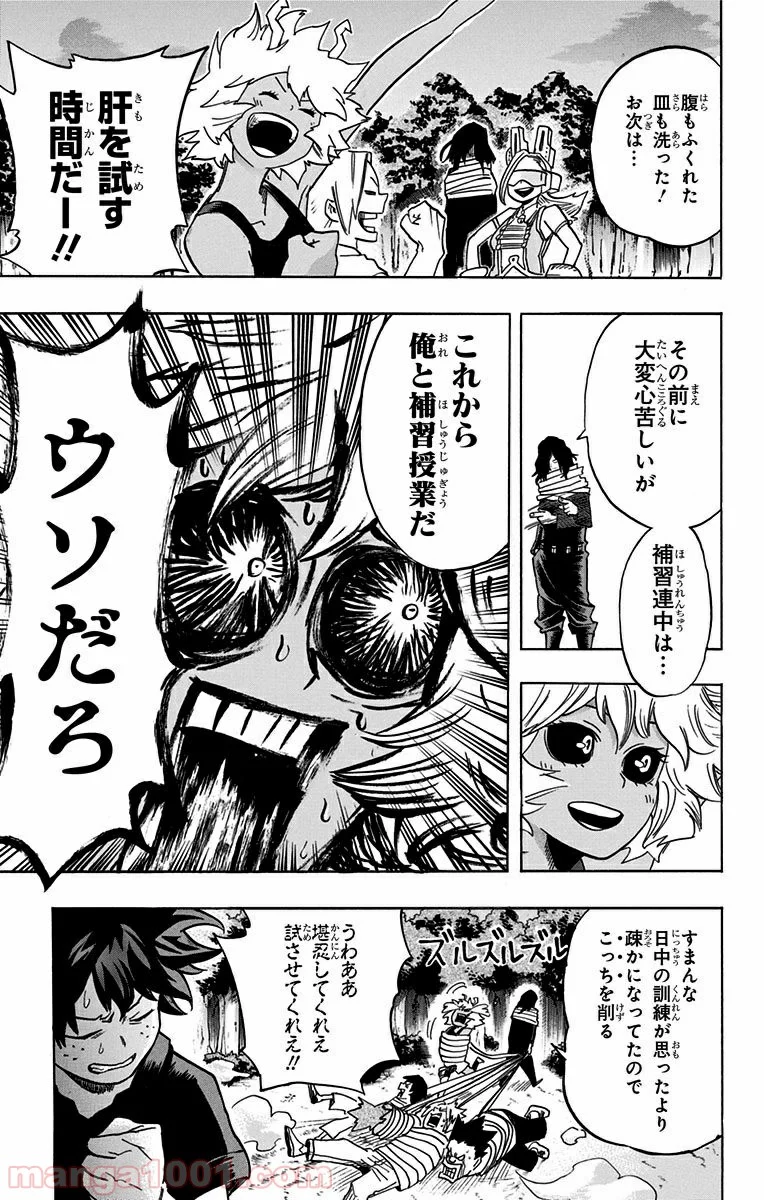 腹もふくれた
皿も洗った！
お次は…
肝を試す
時間だー!!
その前に
大変心苦しいが
補習連中は…
これから
俺と補習授業だ
ウソだろ
すまんな
日中の訓練が思ったより
疎かになってたので
こっちを削る
ズルズルズル
うわああ
堪忍してくれえ
試させてくれえ!!
manga1001.com